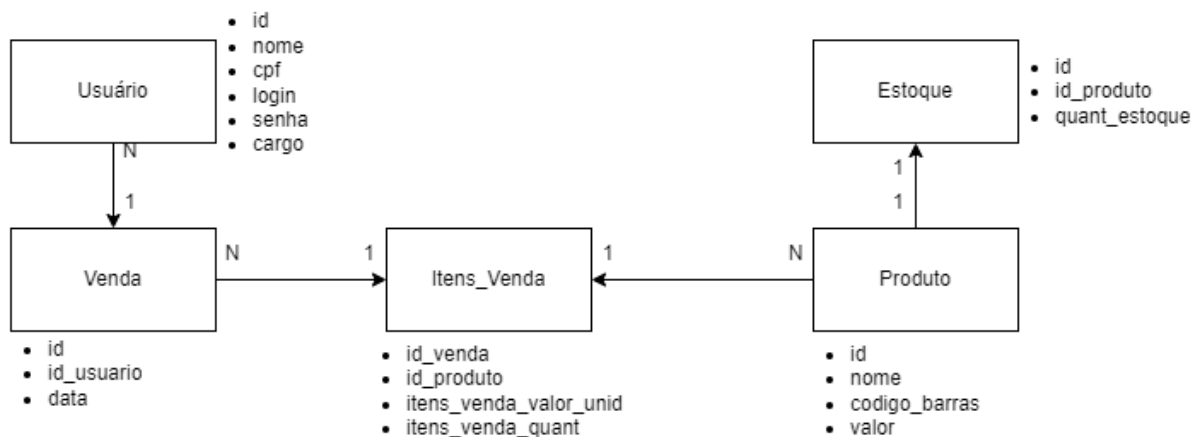 Usuário
id
nome
cpf
login
senha
cargo
N
1
Estoque
id
id_produto
quant_estoque
1
1
Venda
id
id_usuario
data
N
1
Itens_Venda
id_venda
id_produto
itens_venda_valor_unid
itens_venda_quant
1
N
Produto
id
nome
codigo_barras
valor